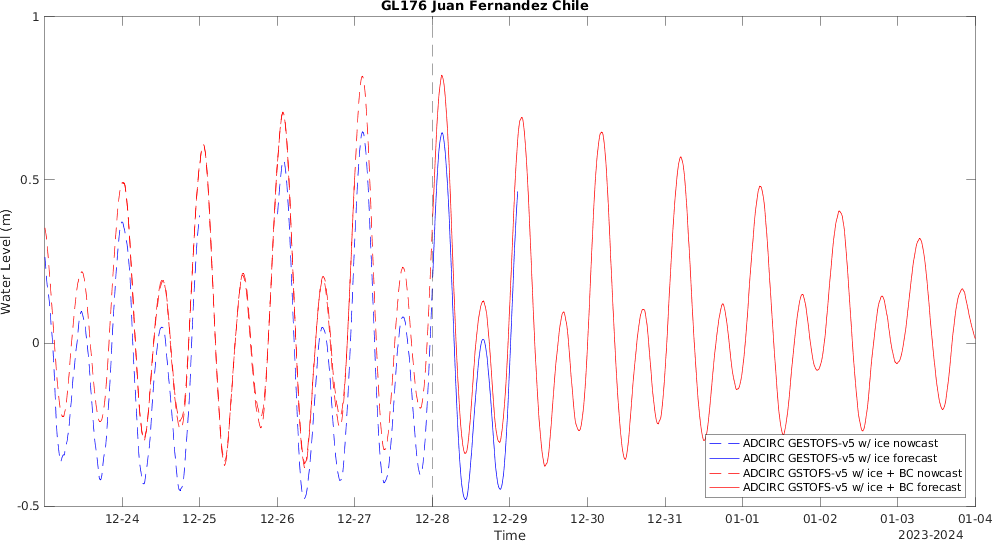 GL176 Juan Fernandez Chile
1
0.5
0
-0.5
Water Level (m)
12-24 12-25 12-26 12-27 12-28 12-29 12-30 12-31 01-01 01-02 01-03 01-04
Time
2023-2024
ADCIRC GESTOFS-v5 w/ ice nowcast
ADCIRC GESTOFS-v5 w/ ice forecast
ADCIRC GSTOFS-v5 w/ ice + BC nowcast
ADCIRC GSTOFS-v5 w/ ice + BC forecast